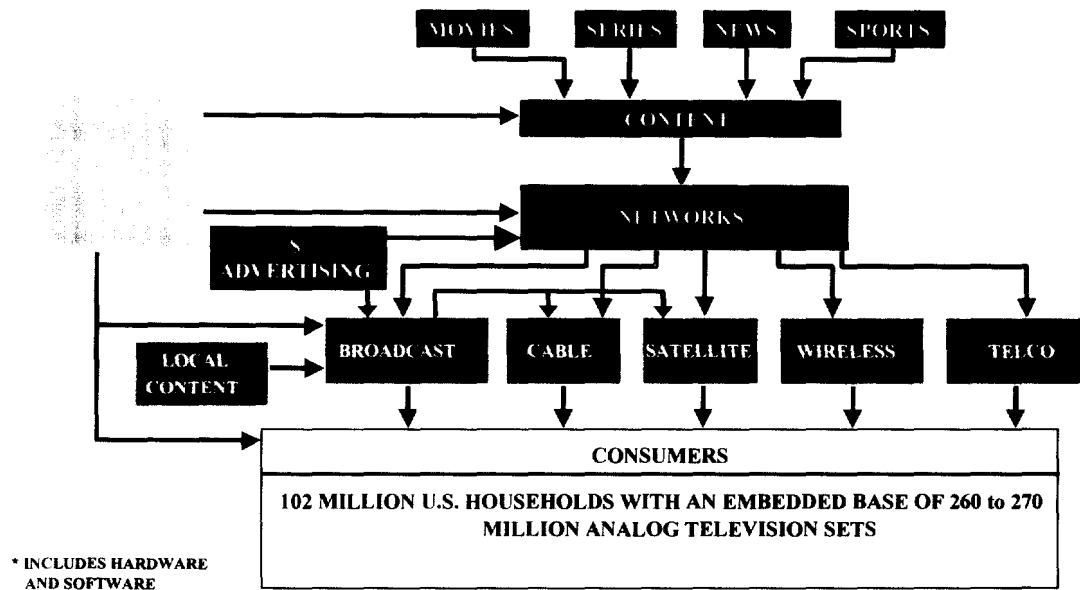 MOVIES
SERIES
NEWS
SPORTS
CONTENT
NETWORKS
$
ADVERTISING
BROADCAST
CABLE
SATELLITE
WIRELESS
TELCO
LOCAL
CONTENT
CONSUMERS
102 MILLION U.S. HOUSEHOLDS WITH AN EMBEDDED BASE OF 260 to 270
MILLION ANALOG TELEVISION SETS
* INCLUDES HARDWARE
AND SOFTWARE